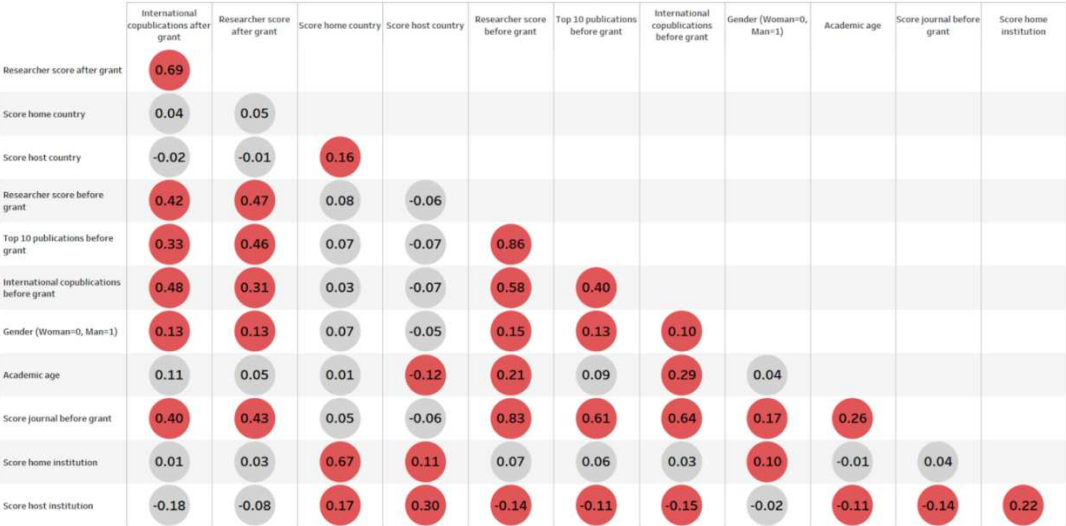 International copublications after grant Researcher score after grant Score home country Score host country Researcher score before grant Top 10 publications before grant International copublications before grant Gender (Woman=0, Man=1) Academic age Score journal before grant Score home institution
Researcher score after grant 0.69
Score home country 0.04 0.05
Score host country -0.02 -0.01 0.16
Researcher score before grant 0.42 0.47 0.08 -0.06
Top 10 publications before grant 0.33 0.46 0.07 -0.07 0.86
International copublications before grant 0.48 0.31 0.03 -0.07 0.58 0.40
Gender (Woman=0, Man=1) 0.13 0.13 0.07 -0.05 0.15 0.13 0.10
Academic age 0.11 0.05 0.01 -0.12 0.21 0.09 0.29 0.04
Score journal before grant 0.40 0.43 0.05 -0.06 0.83 0.61 0.64 0.17 0.26
Score home institution 0.01 0.03 0.67 0.11 0.07 0.06 0.03 0.10 -0.01 0.04
Score host institution -0.18 -0.08 0.17 0.30 -0.14 -0.11 -0.15 -0.02 -0.11 -0.14 0.22